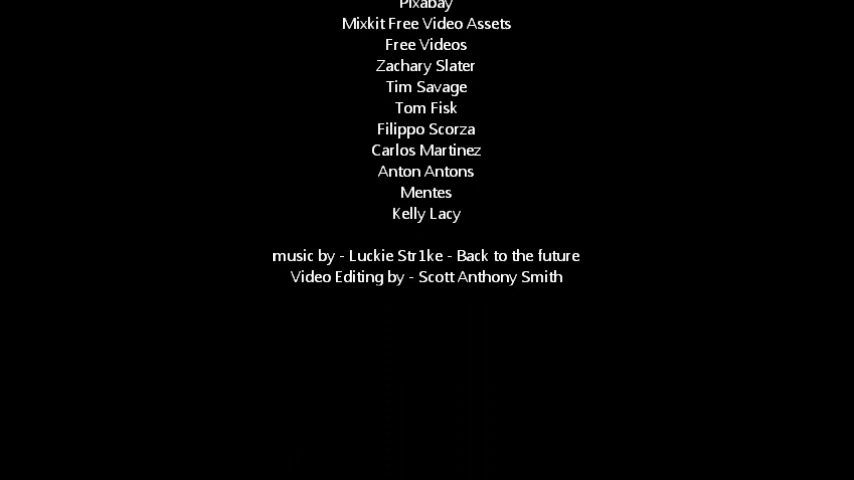 Pixabay
Mixkit Free Video Assets
Free Videos
Zachary Slater
Tim Savage
Tom Fisk
Filippo Scorza
Carlos Martinez
Anton Antons
Mentes
Kelly Lacy
music by - Luckie Str1ke - Back to the future
Video Editing by - Scott Anthony Smith